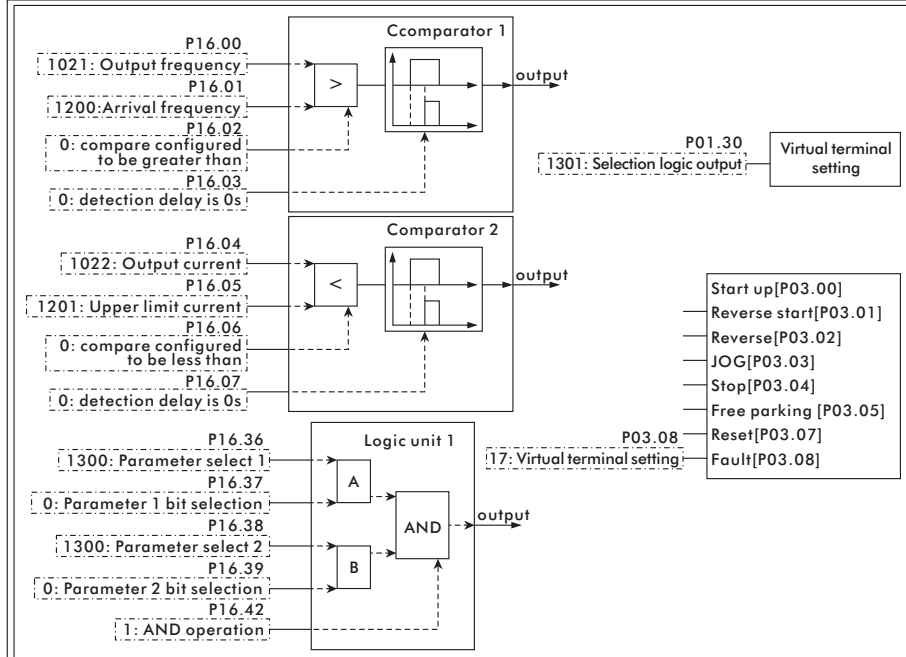 Ccomparator 1
P16.00
1021: Output frequency
P16.01
1200:Arrival frequency
P16.02
0: compare configured
to be greater than
P16.03
0: detection delay is 0s
>
output
P01.30
1301: Selection logic output
Virtual terminal
setting
Comparator 2
P16.04
1022: Output current
P16.05
1201: Upper limit current
P16.06
0: compare configured
to be less than
P16.07
0: detection delay is 0s
<
output
Start up[P03.00]
Reverse start[P03.01]
Reverse[P03.02]
JOG[P03.03]
Stop[P03.04]
Free parking [P03.05]
Reset[P03.07]
Fault[P03.08]
P03.08
17: Virtual terminal setting
Logic unit 1
P16.36
1300: Parameter select 1
P16.37
0: Parameter 1 bit selection
P16.38
1300: Parameter select 2
P16.39
0: Parameter 2 bit selection
P16.42
1: AND operation
A
B
AND
output